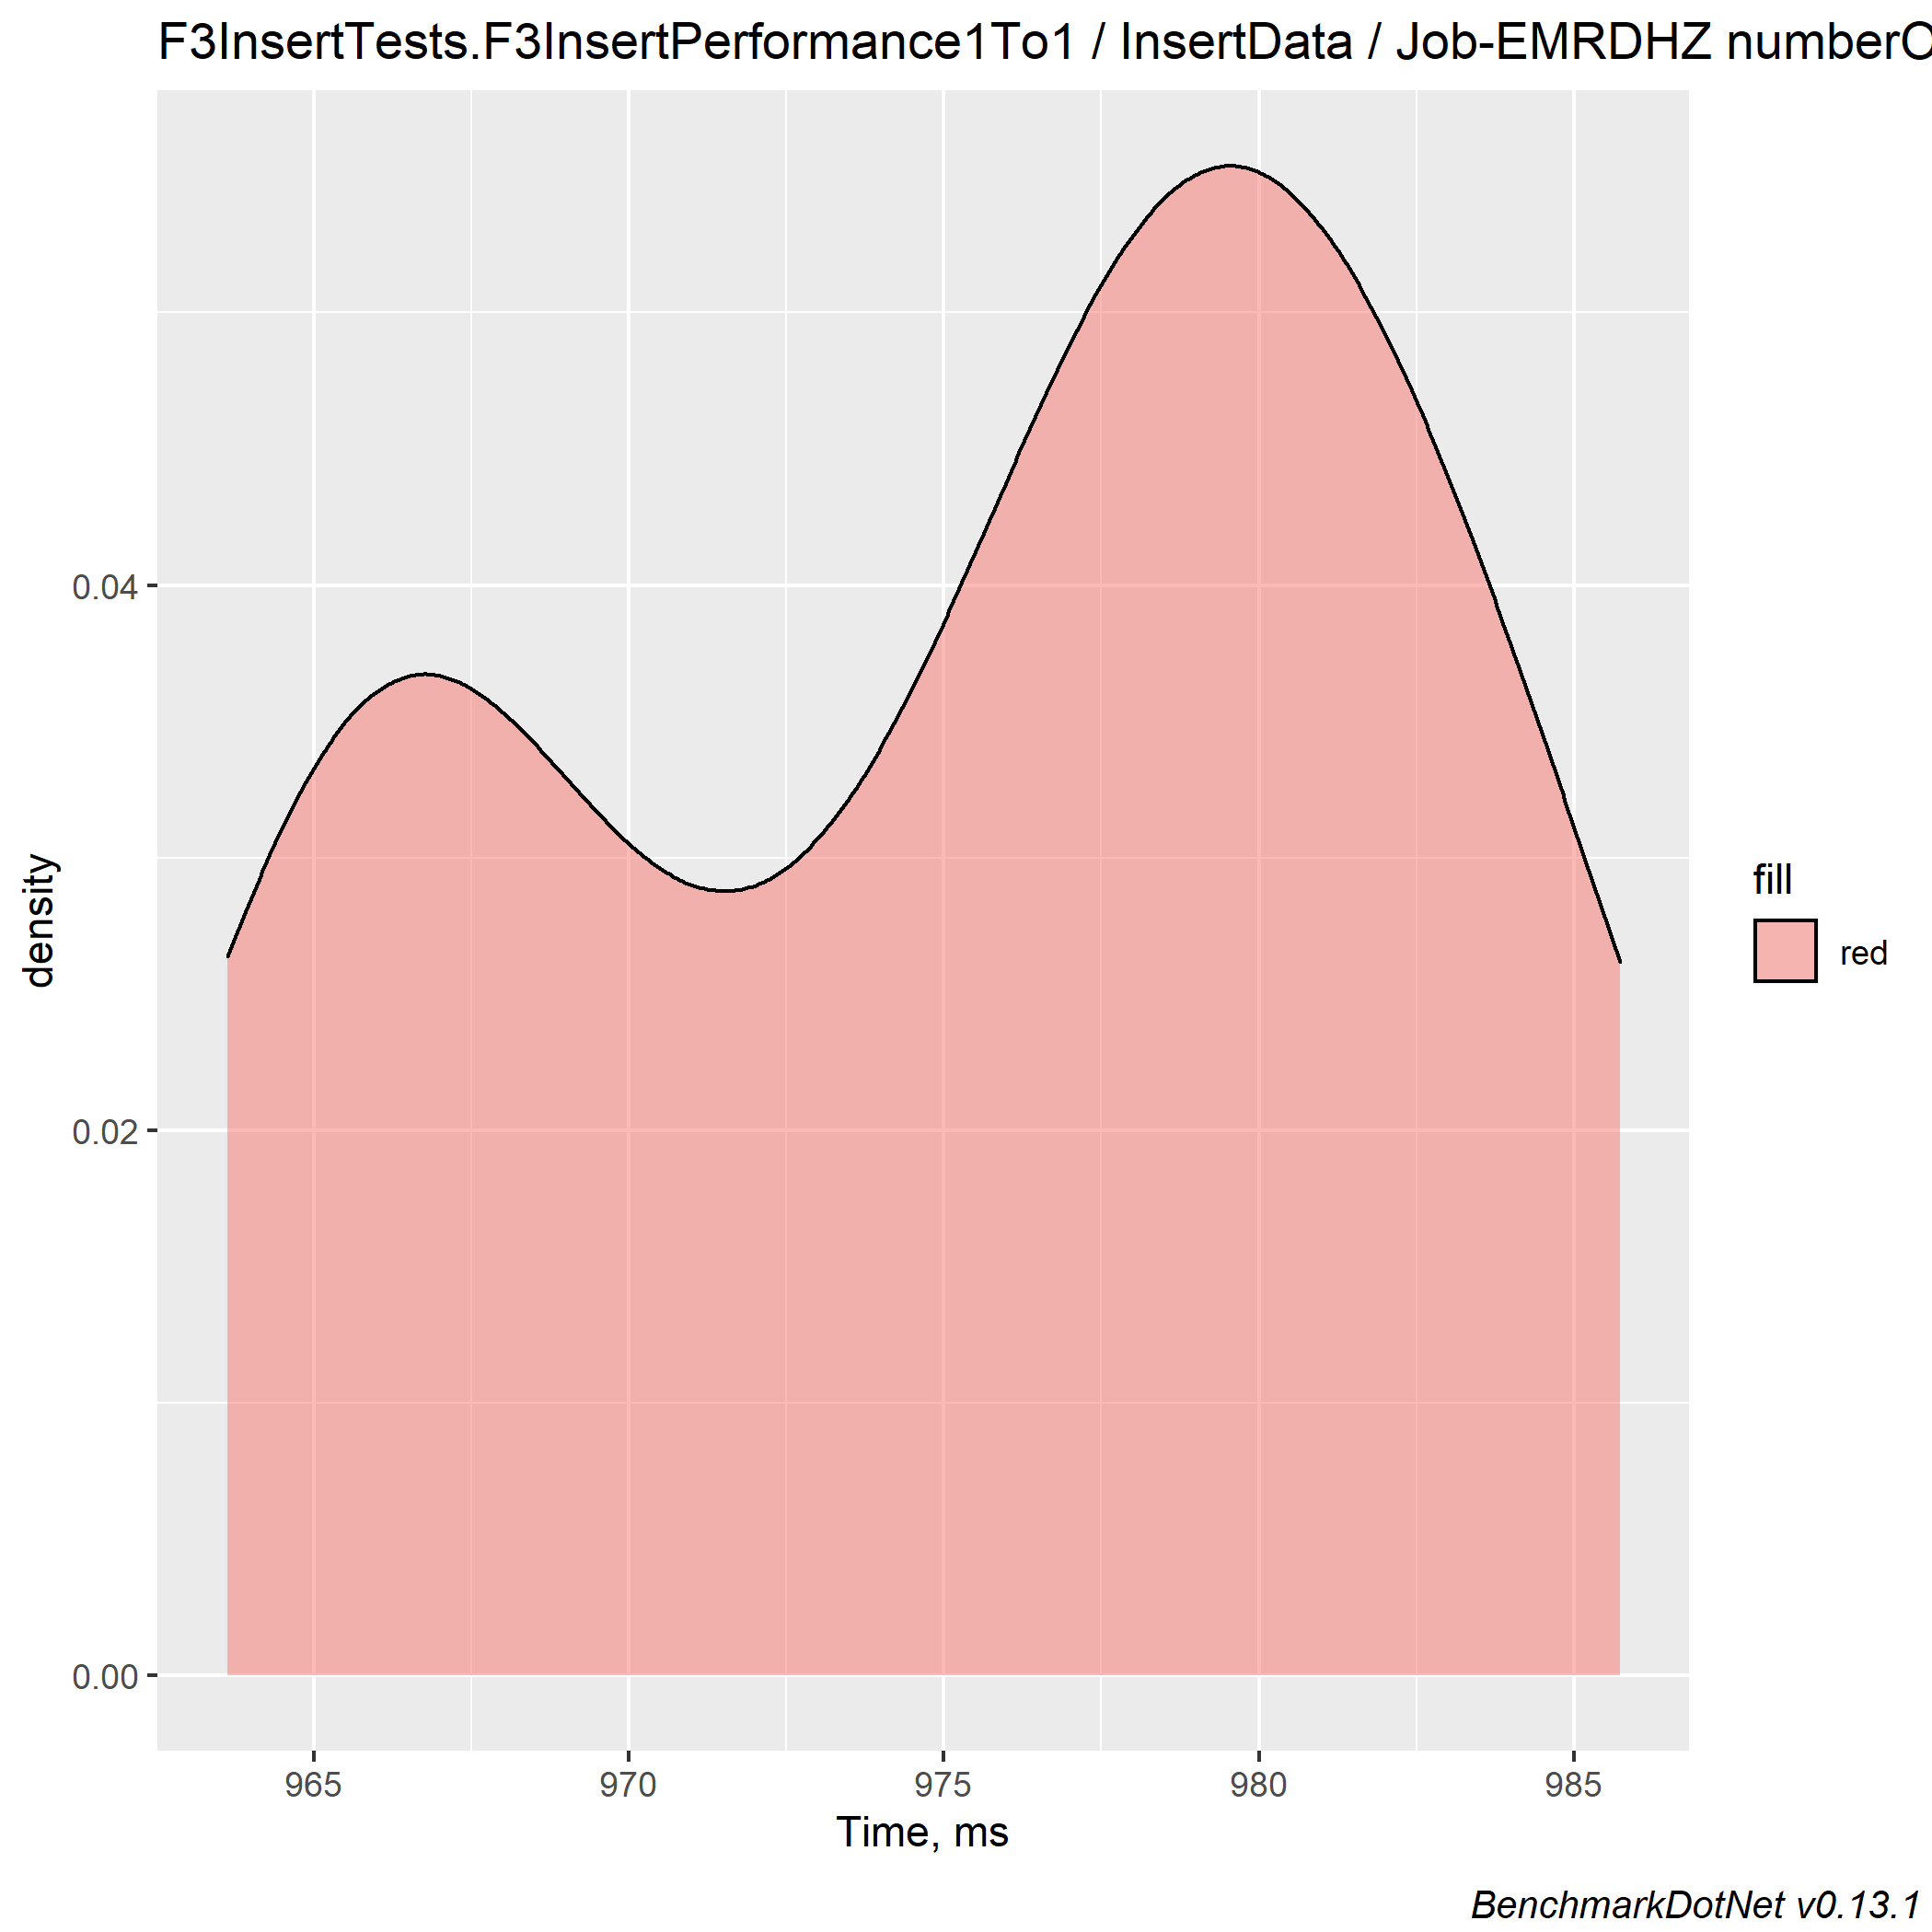 F3InsertTests.F3InsertPerformance1To1 / InsertData / Job-EMRDHZ
density
0.04
0.02
0.00
965 970 975 980 985
Time, ms
fill
red
BenchmarkDotNet v0.13.1